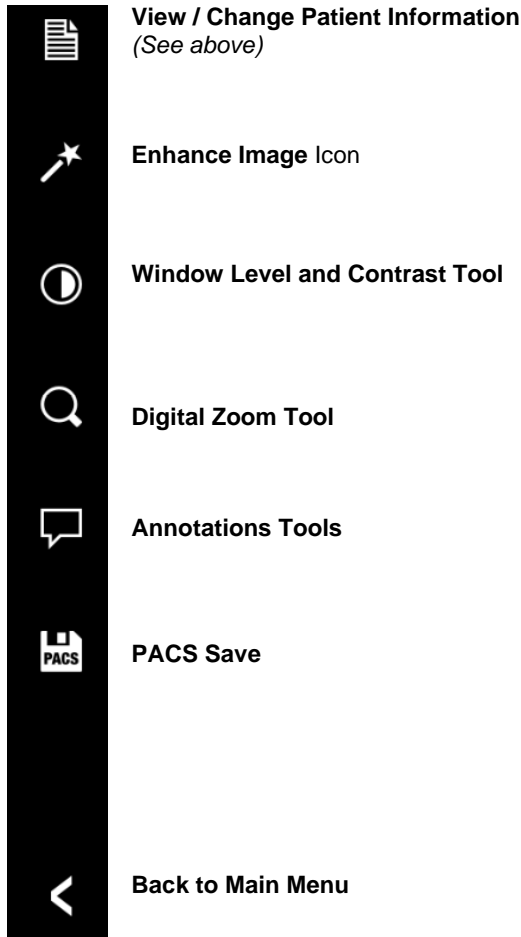 View / Change Patient Information
(See above)
Enhance Image Icon
Window Level and Contrast Tool
Digital Zoom Tool
Annotations Tools
PACS
PACS Save
Back to Main Menu